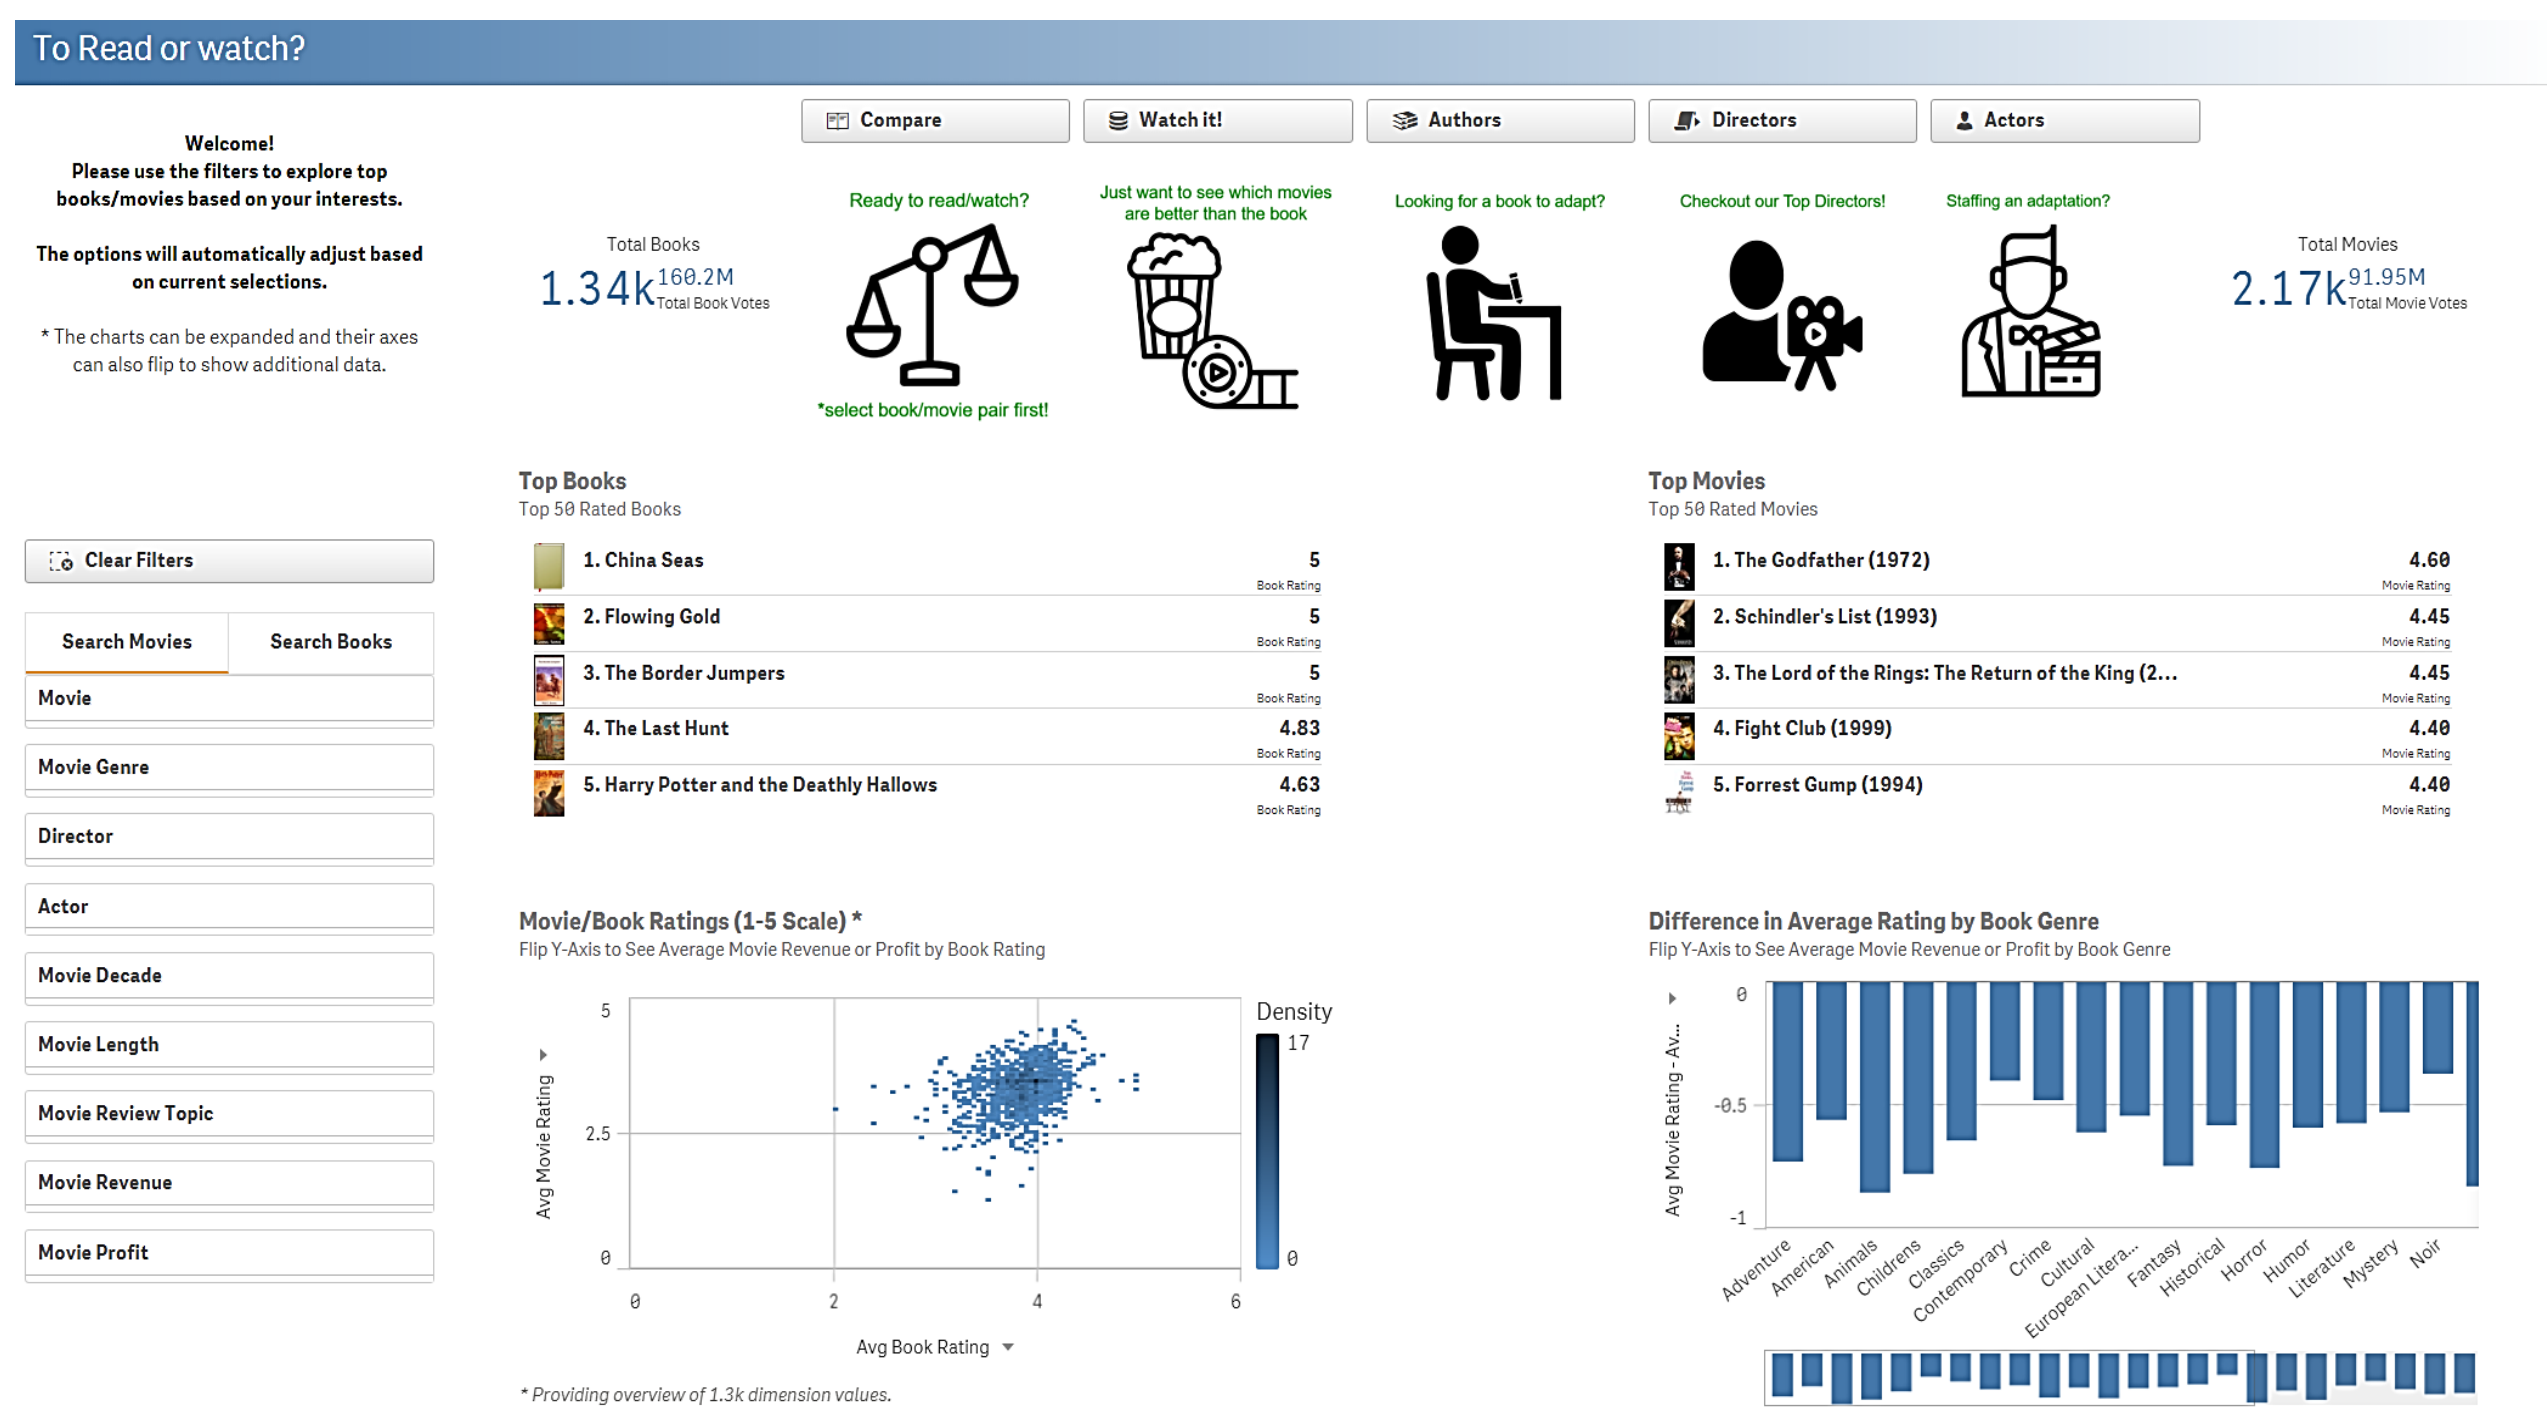 To Read or watch?
Compare
Watch it!
Authors
Directors
Actors
Welcome!
Please use the filters to explore top
books/movies based on your interests.
The options will automatically adjust based
on current selections.
* The charts can be expanded and their axes
can also flip to show additional data.
Total Books
1.34k
160.2M
Total Book Votes
Ready to read/watch?
*select book/movie pair first!
Just want to see which movies
are better than the book
Looking for a book to adapt?
Checkout our Top Directors!
Staffing an adaptation?
Total Movies
2.17k
91.95M
Total Movie Votes
Clear Filters
Search Movies
Search Books
Movie
Movie Genre
Director
Actor
Movie Decade
Movie Length
Movie Review Topic
Movie Revenue
Movie Profit
Top Books
Top 50 Rated Books
1. China Seas
5
Book Rating
2. Flowing Gold
5
Book Rating
3. The Border Jumpers
5
Book Rating
4. The Last Hunt
4.83
Book Rating
5. Harry Potter and the Deathly Hallows
4.63
Book Rating
Top Movies
Top 50 Rated Movies
1. The Godfather (1972)
4.60
Movie Rating
2. Schindler's List (1993)
4.45
Movie Rating
3. The Lord of the Rings: The Return of the King (2...
4.45
Movie Rating
4. Fight Club (1999)
4.40
Movie Rating
5. Forrest Gump (1994)
4.40
Movie Rating
Movie/Book Ratings (1-5 Scale) *
Flip Y-Axis to See Average Movie Revenue or Profit by Book Rating
Avg Movie Rating
5
2.5
0
0
2
4
6
Avg Book Rating
Density
17
0
* Providing overview of 1.3k dimension values.
Difference in Average Rating by Book Genre
Flip Y-Axis to See Average Movie Revenue or Profit by Book Genre
Avg Movie Rating - Av...
0
-0.5
-1
Adventure
American
Animals
Childrens
Classics
Contemporary
Crime
Cultural
European Litera...
Fantasy
Historical
Horror
Humor
Literature
Mystery
Noir